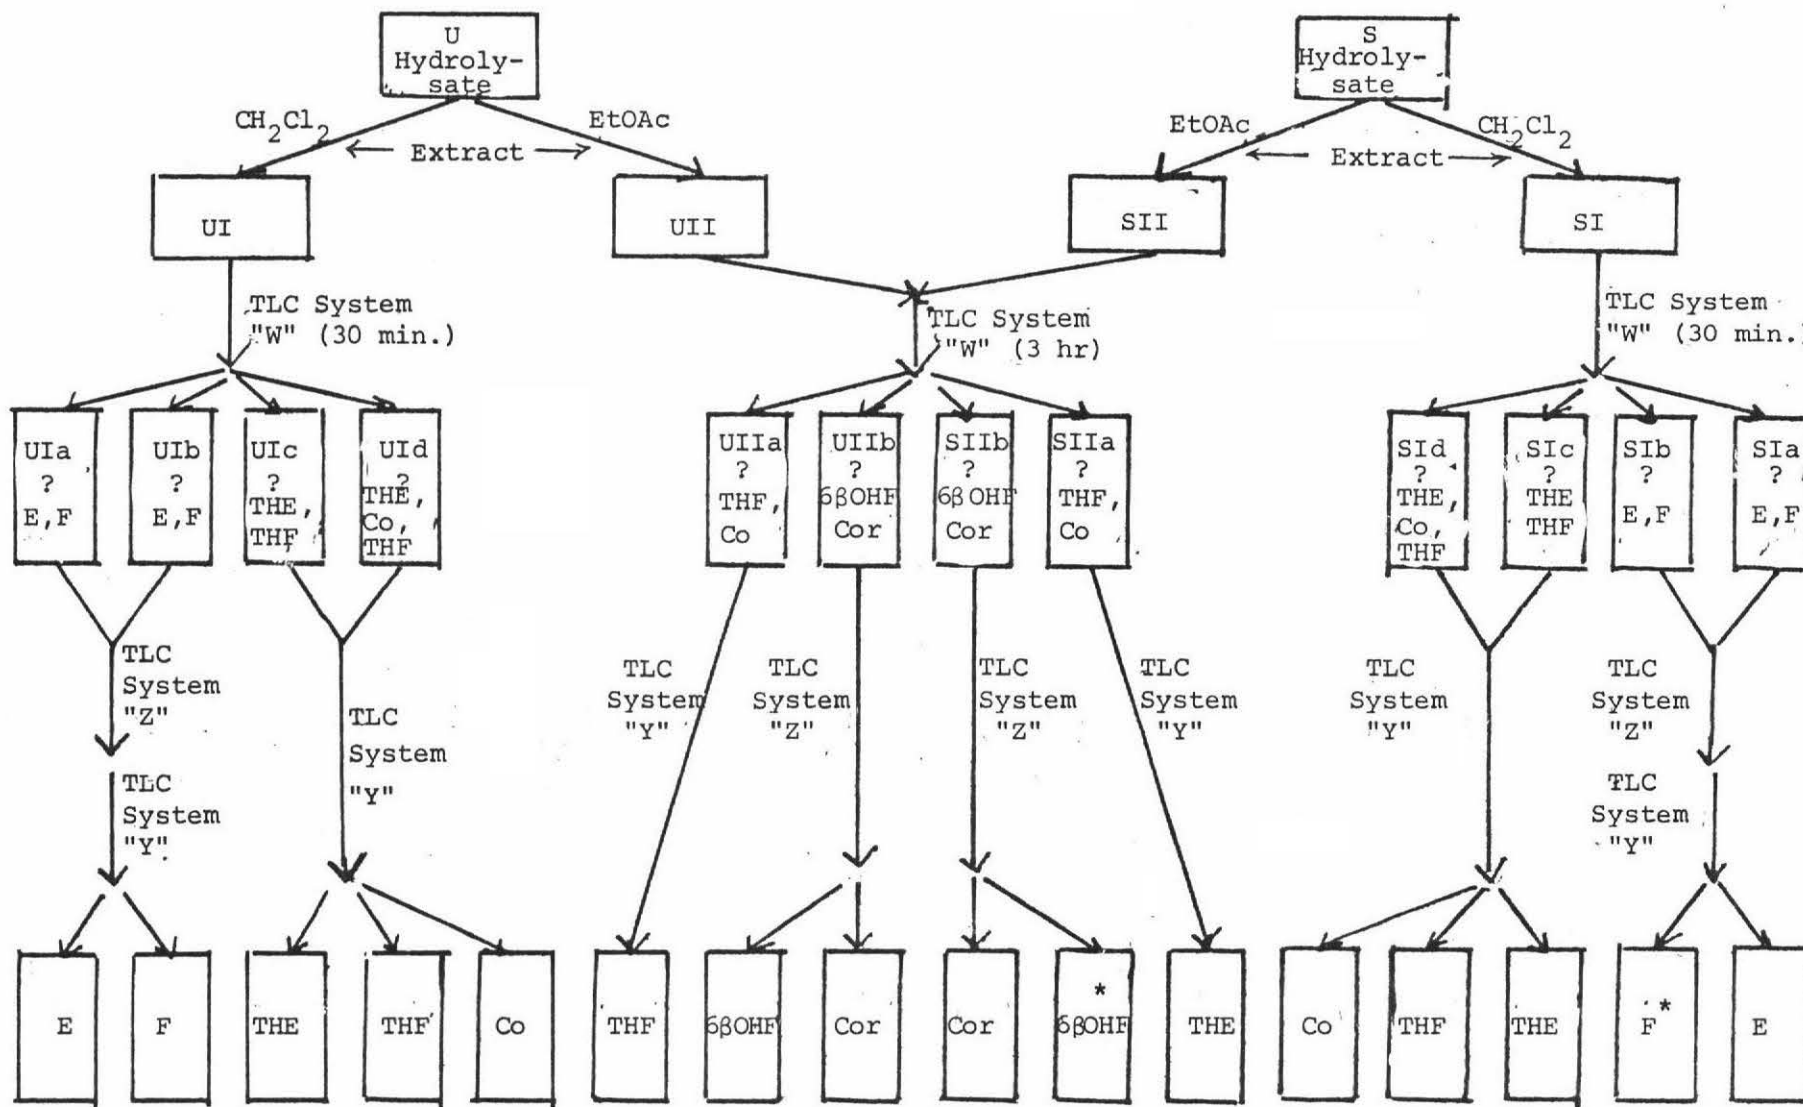 U
Hydroly-
sate
S
Hydroly-
sate
CH2Cl2
EtOAc
EtOAc
CH2Cl2
Extract
Extract
UI
UII
SII
SI
TLC System
"W" (30 min.)
TLC System
"W" (3 hr)
TLC System
"W" (30 min.)
UIa
?
E,F
UIb
?
E,F
UIc
?
THE,
THF
UId
?
THE,
Co,
THF
UIIa
?
THF,
Co
UIIb
?
6βOHF
Cor
SIIb
?
6βOHF
Cor
SIIa
?
THF,
Co
SId
?
THE,
Co,
THF
SIc
?
THE
THF
SIb
?
E,F
SIa
?
E,F
TLC
System
"Z"
TLC
System
"Y"
TLC
System
"Y"
TLC
System
"Y"
TLC
System
"Z"
TLC
System
"Z"
TLC
System
"Y"
TLC
System
"Y"
TLC
System
"Z"
TLC
System
"Y"
E
F
THE
THF
Co
THF
6βOHF
Cor
Cor
*
6βOHF
THE
Co
THF
THE
F*
E